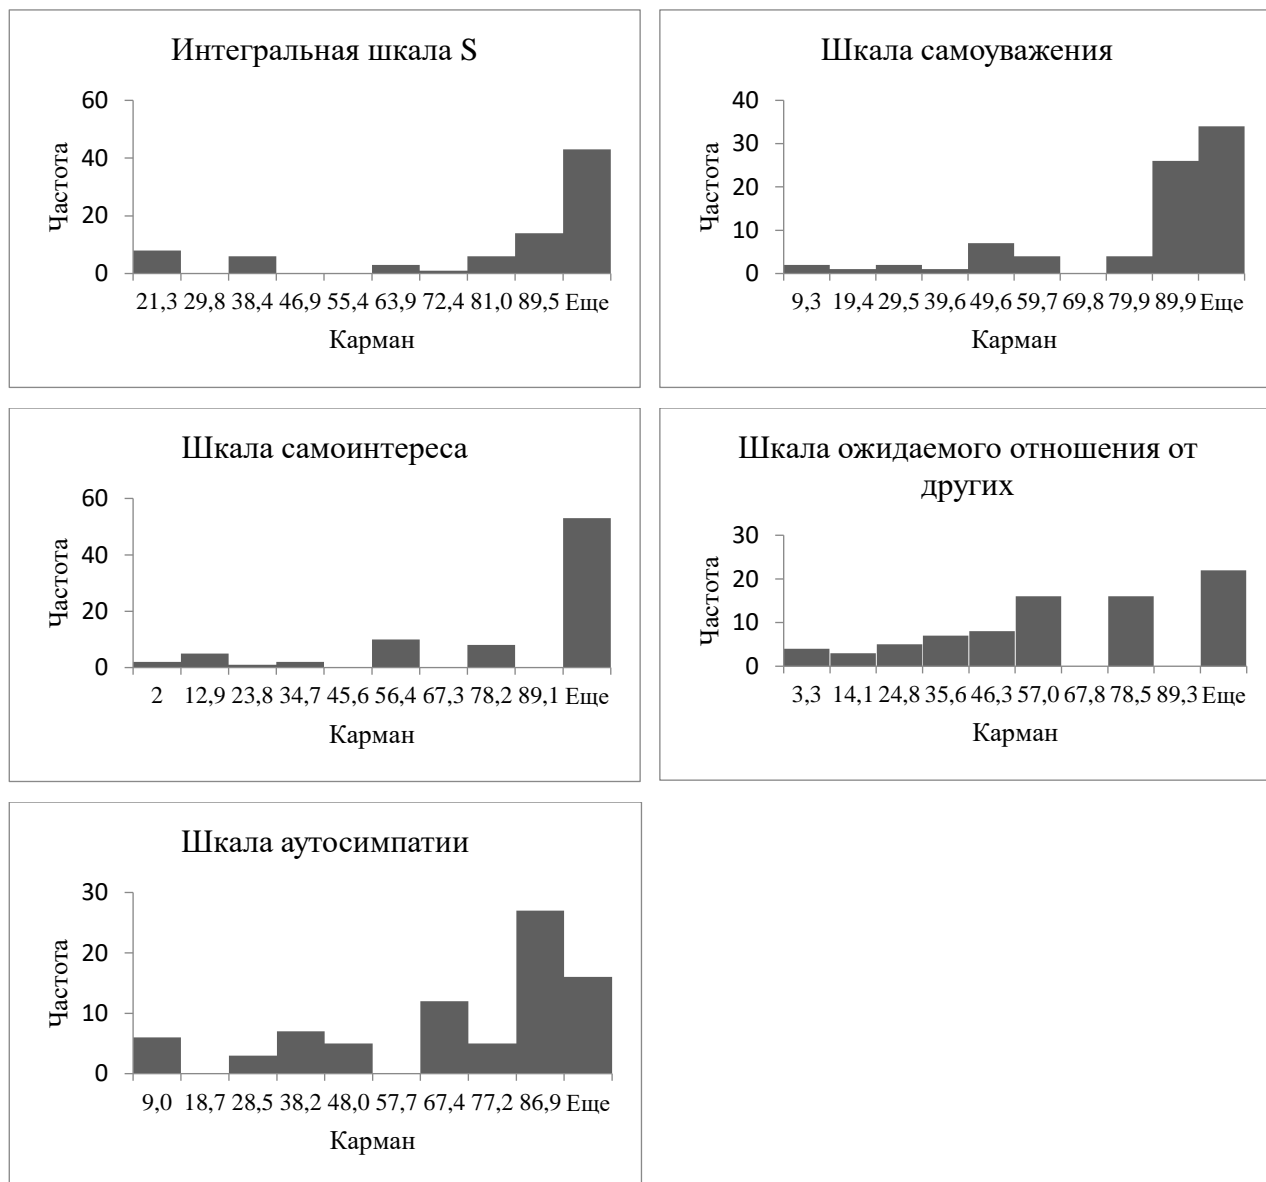 Интегральная шкала S
60
40
20
0
Частота
21,3 29,8 38,4 46,9 55,4 63,9 72,4 81,0 89,5 Еще
Карман
Шкала самоуважения
40
30
20
10
0
Частота
9,3 19,4 29,5 39,6 49,6 59,7 69,8 79,9 89,9 Еще
Карман
Шкала самоинтереса
60
40
20
0
Частота
2 12,9 23,8 34,7 45,6 56,4 67,3 78,2 89,1 Еще
Карман
Шкала ожидаемого отношения от
других
30
20
10
0
Частота
3,3 14,1 24,8 35,6 46,3 57,0 67,8 78,5 89,3 Еще
Карман
Шкала аутосимпатии
30
20
10
0
Частота
9,0 18,7 28,5 38,2 48,0 57,7 67,4 77,2 86,9 Еще
Карман